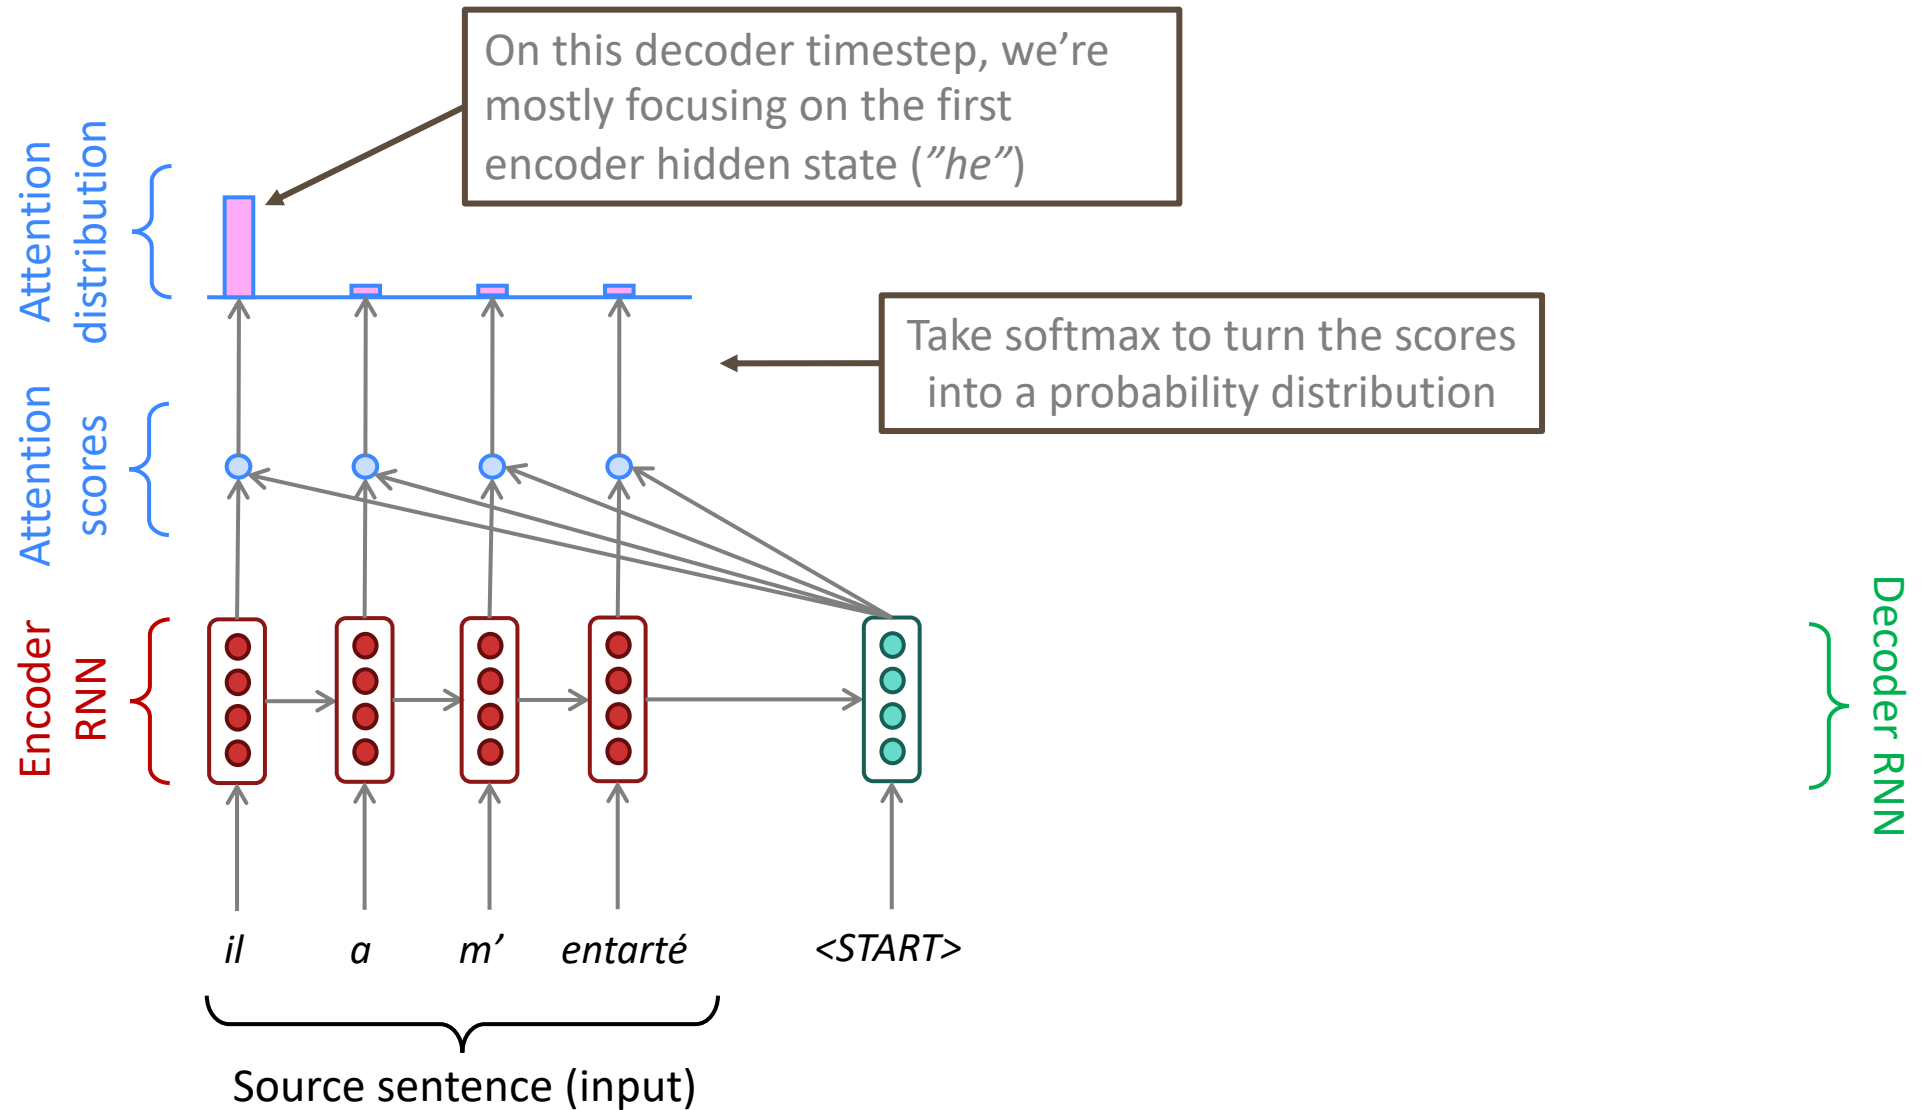 On this decoder timestep, we’re
mostly focusing on the first
encoder hidden state (”he”)
Attention
distribution
Take softmax to turn the scores
into a probability distribution
Attention
scores
Encoder
RNN
Decoder RNN
il a m’ entarté <START>
Source sentence (input)